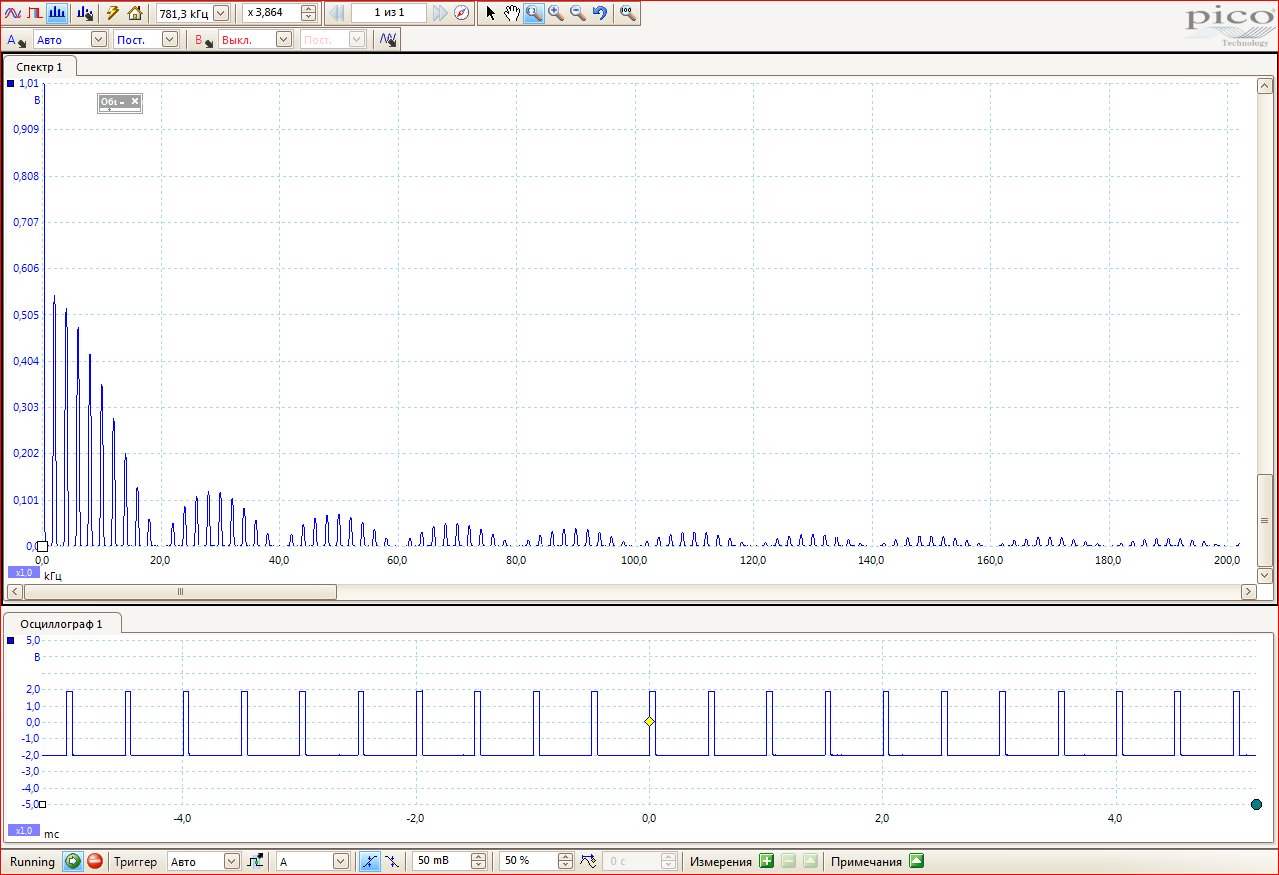 781,3 кГц x 3,864 1 из 1
pico
Technology
A Авто Пост. B Выкл. Пост.
Спектр 1
1,01
В
0,909
0,808
0,707
0,606
0,505
0,404
0,303
0,202
0,101
0,0 20,0 40,0 60,0 80,0 100,0 120,0 140,0 160,0 180,0 200,0
x1,0 кГц
Осциллограф 1
5,0
В
2,0
1,0
0,0
-1,0
-2,0
-3,0
-4,0
-5,0
-4,0 -2,0 0,0 2,0 4,0
x1,0 мс
Running Триггер Авто A 50 mB 50 % 0 с Измерения Примечания